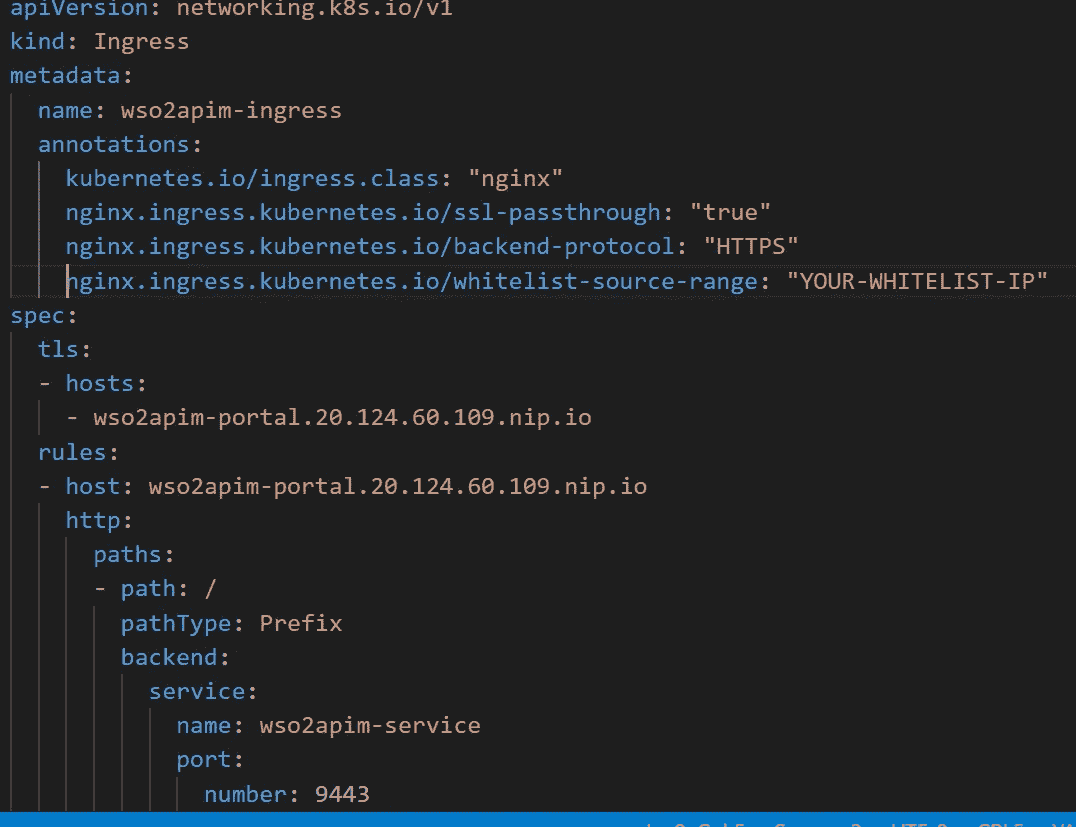 apiVersion: networking.k8s.io/v1
kind: Ingress
metadata:
  name: wso2apim-ingress
  annotations:
    kubernetes.io/ingress.class: "nginx"
    nginx.ingress.kubernetes.io/ssl-passthrough: "true"
    nginx.ingress.kubernetes.io/backend-protocol: "HTTPS"
    nginx.ingress.kubernetes.io/whitelist-source-range: "YOUR-WHITELIST-IP"
spec:
  tls:
  - hosts:
    - wso2apim-portal.20.124.60.109.nip.io
  rules:
  - host: wso2apim-portal.20.124.60.109.nip.io
    http:
      paths:
      - path: /
        pathType: Prefix
        backend:
          service:
            name: wso2apim-service
            port:
              number: 9443